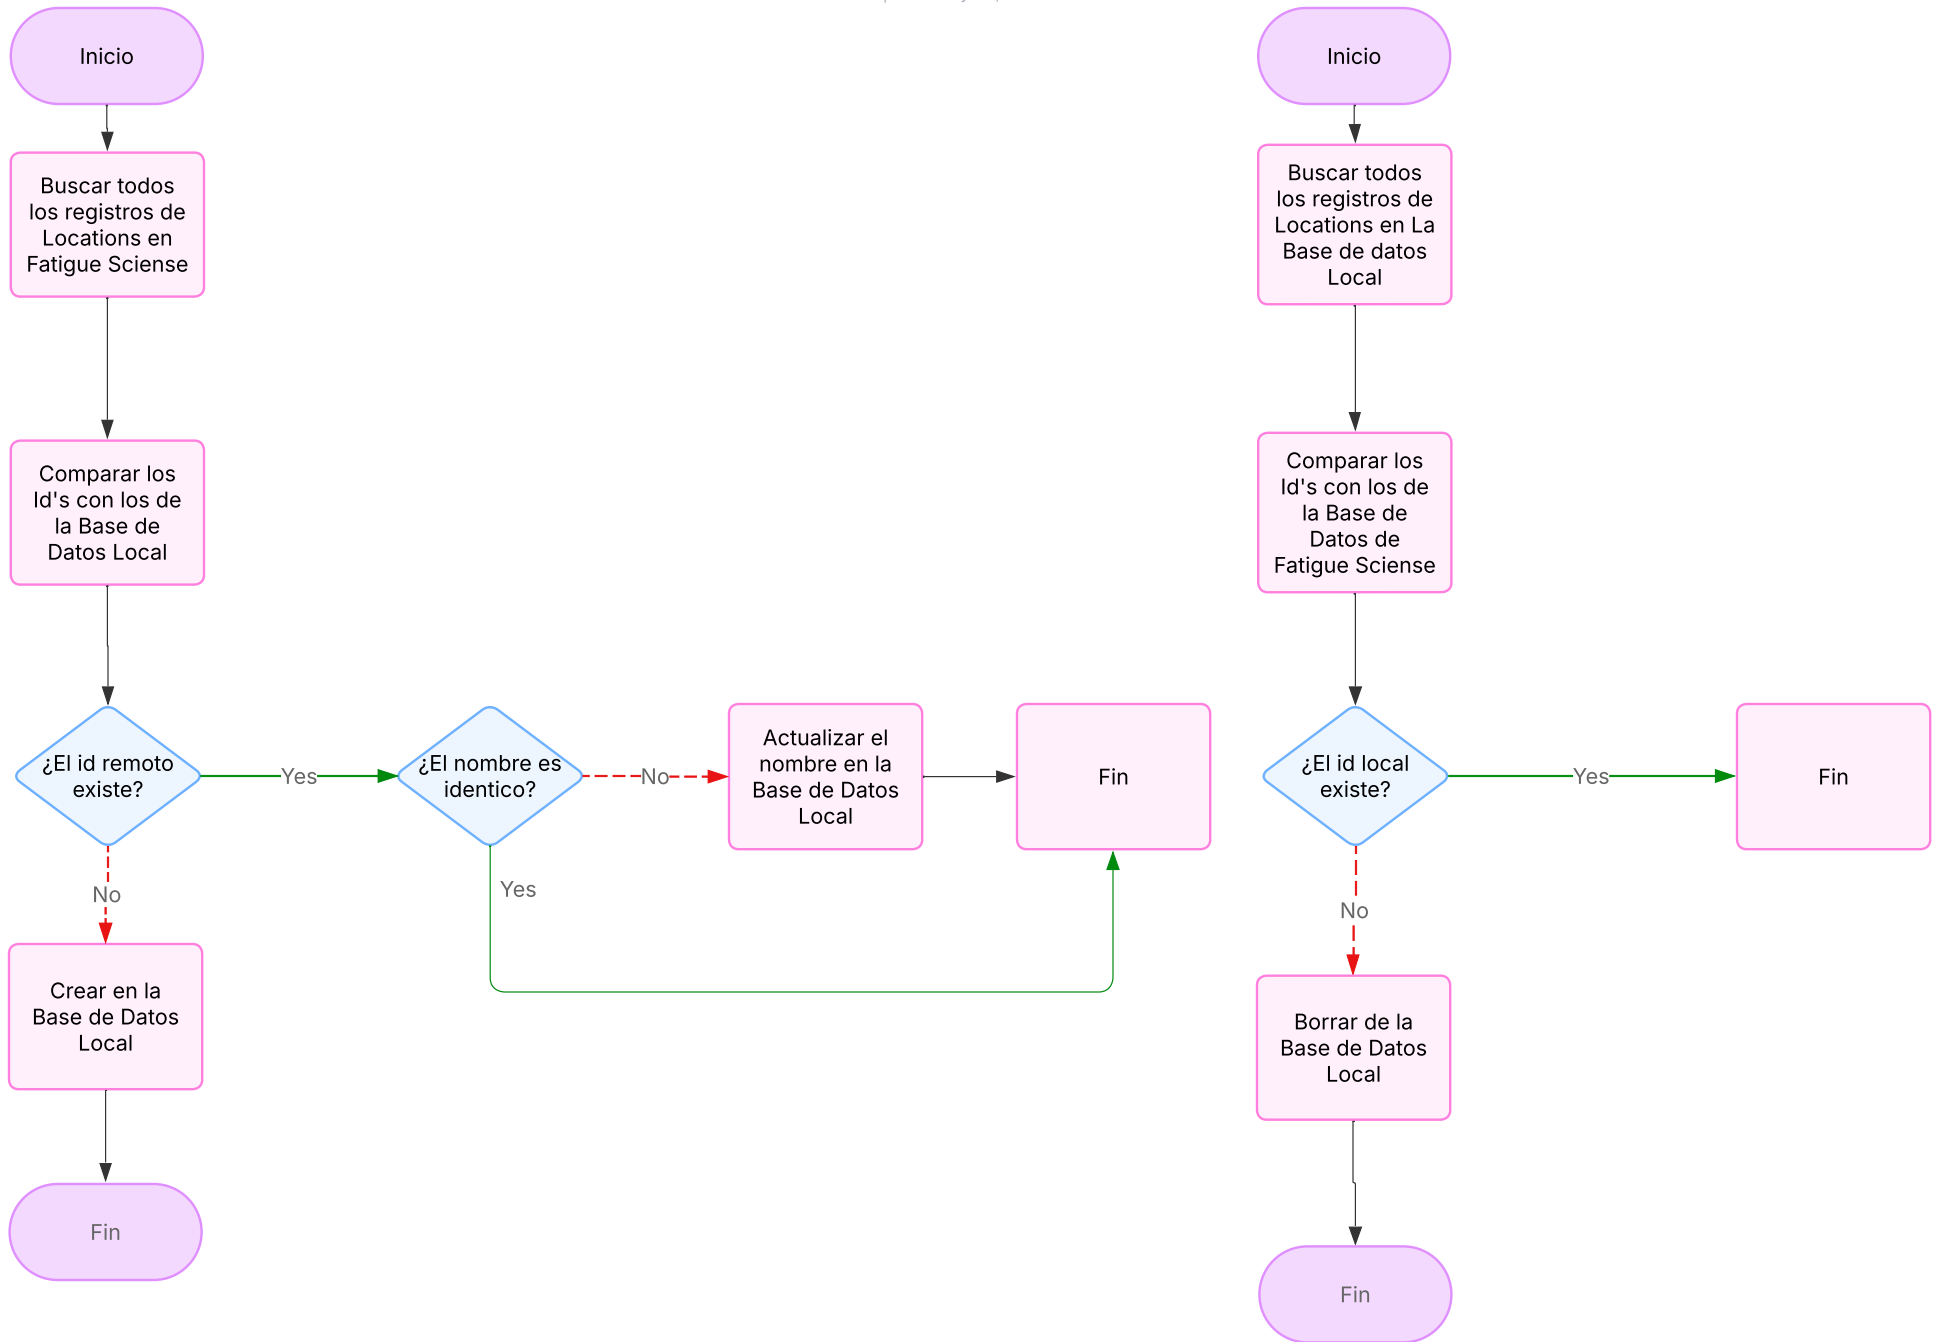 Inicio
Buscar todos
los registros de
Locations en
Fatigue Sciense
Comparar los
Id's con los de
la Base de
Datos Local
¿El id remoto
existe?
Yes
¿El nombre es
identico?
No
Actualizar el
nombre en la
Base de Datos
Local
Fin
Yes
No
Crear en la
Base de Datos
Local
Fin
Inicio
Buscar todos
los registros de
Locations en La
Base de datos
Local
Comparar los
Id's con los de
la Base de
Datos de
Fatigue Sciense
¿El id local
existe?
Yes
Fin
No
Borrar de la
Base de Datos
Local
Fin